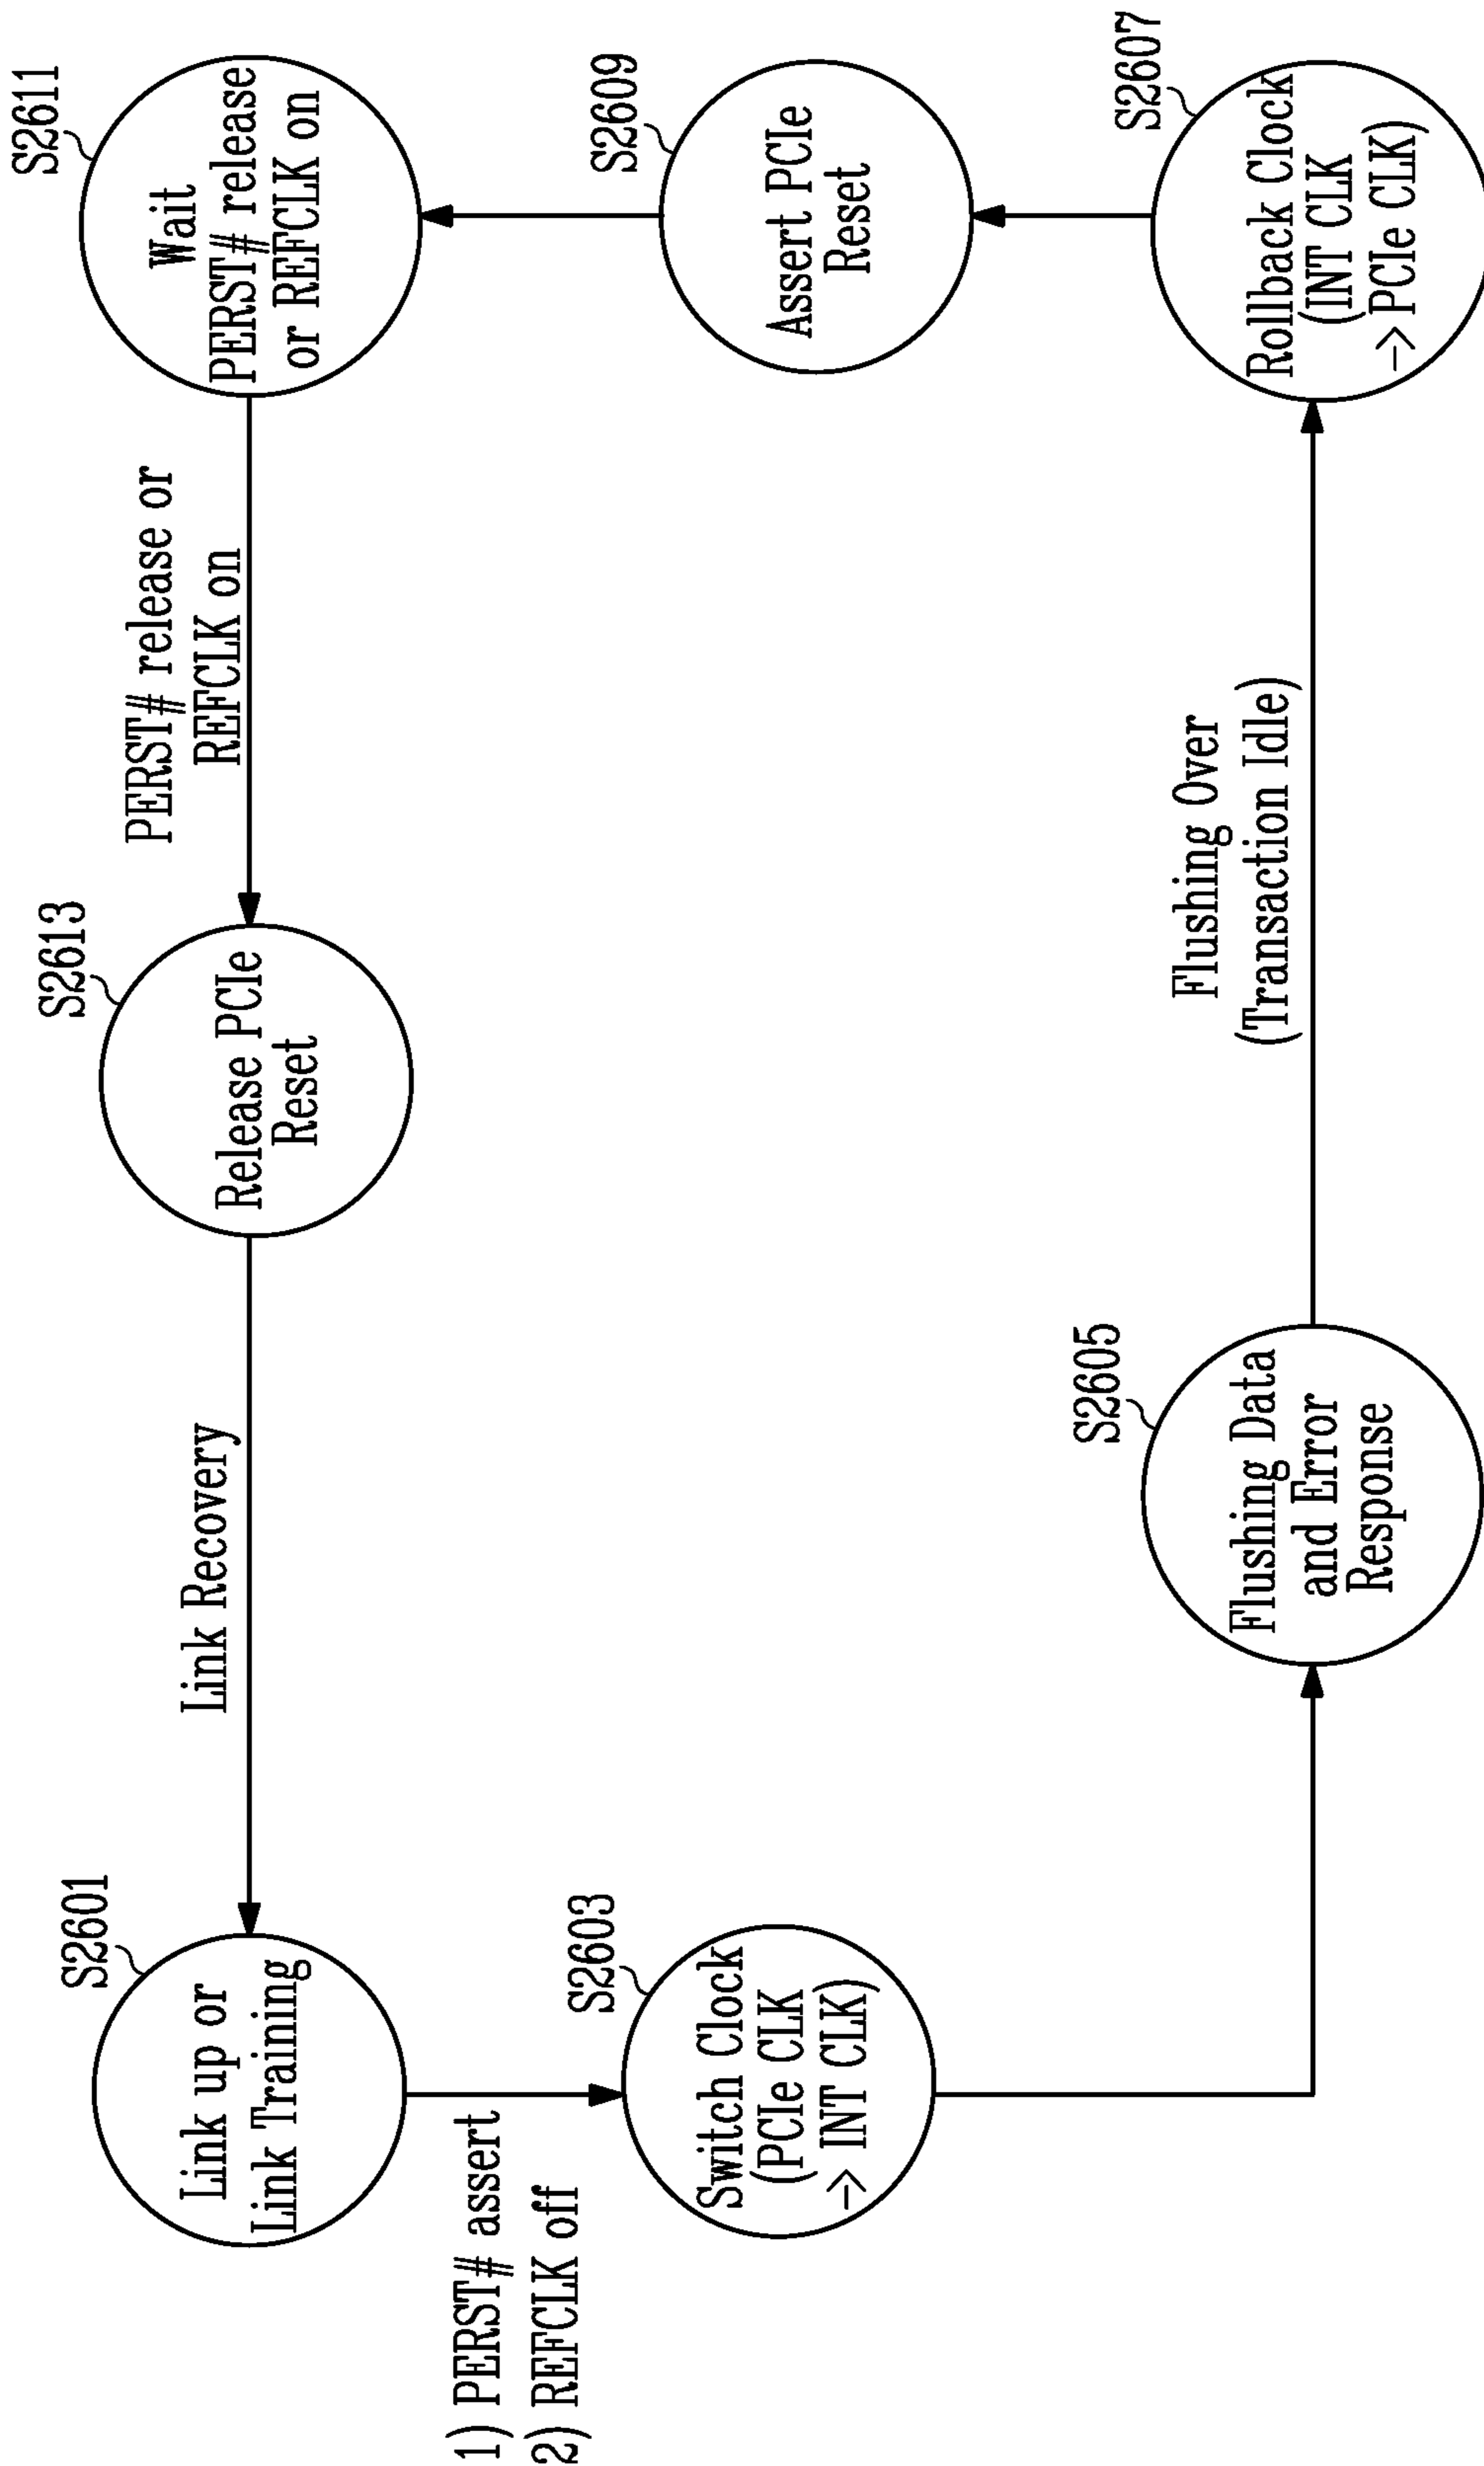 S2601
Link up or
Link Training
1) PERST# assert
2) REFCLK off
S2603
Switch Clock
(PCIe CLK
-> INT CLK)
S2605
Flushing Data
and Error
Response
Flushing Over
(Transaction Idle)
S2607
Rollback Clock
(INT CLK
-> PCIe CLK)
S2609
Assert PCIe
Reset
S2611
Wait
PERST# release
or REFCLK on
PERST# release or
REFCLK on
S2613
Release PCIe
Reset
Link Recovery